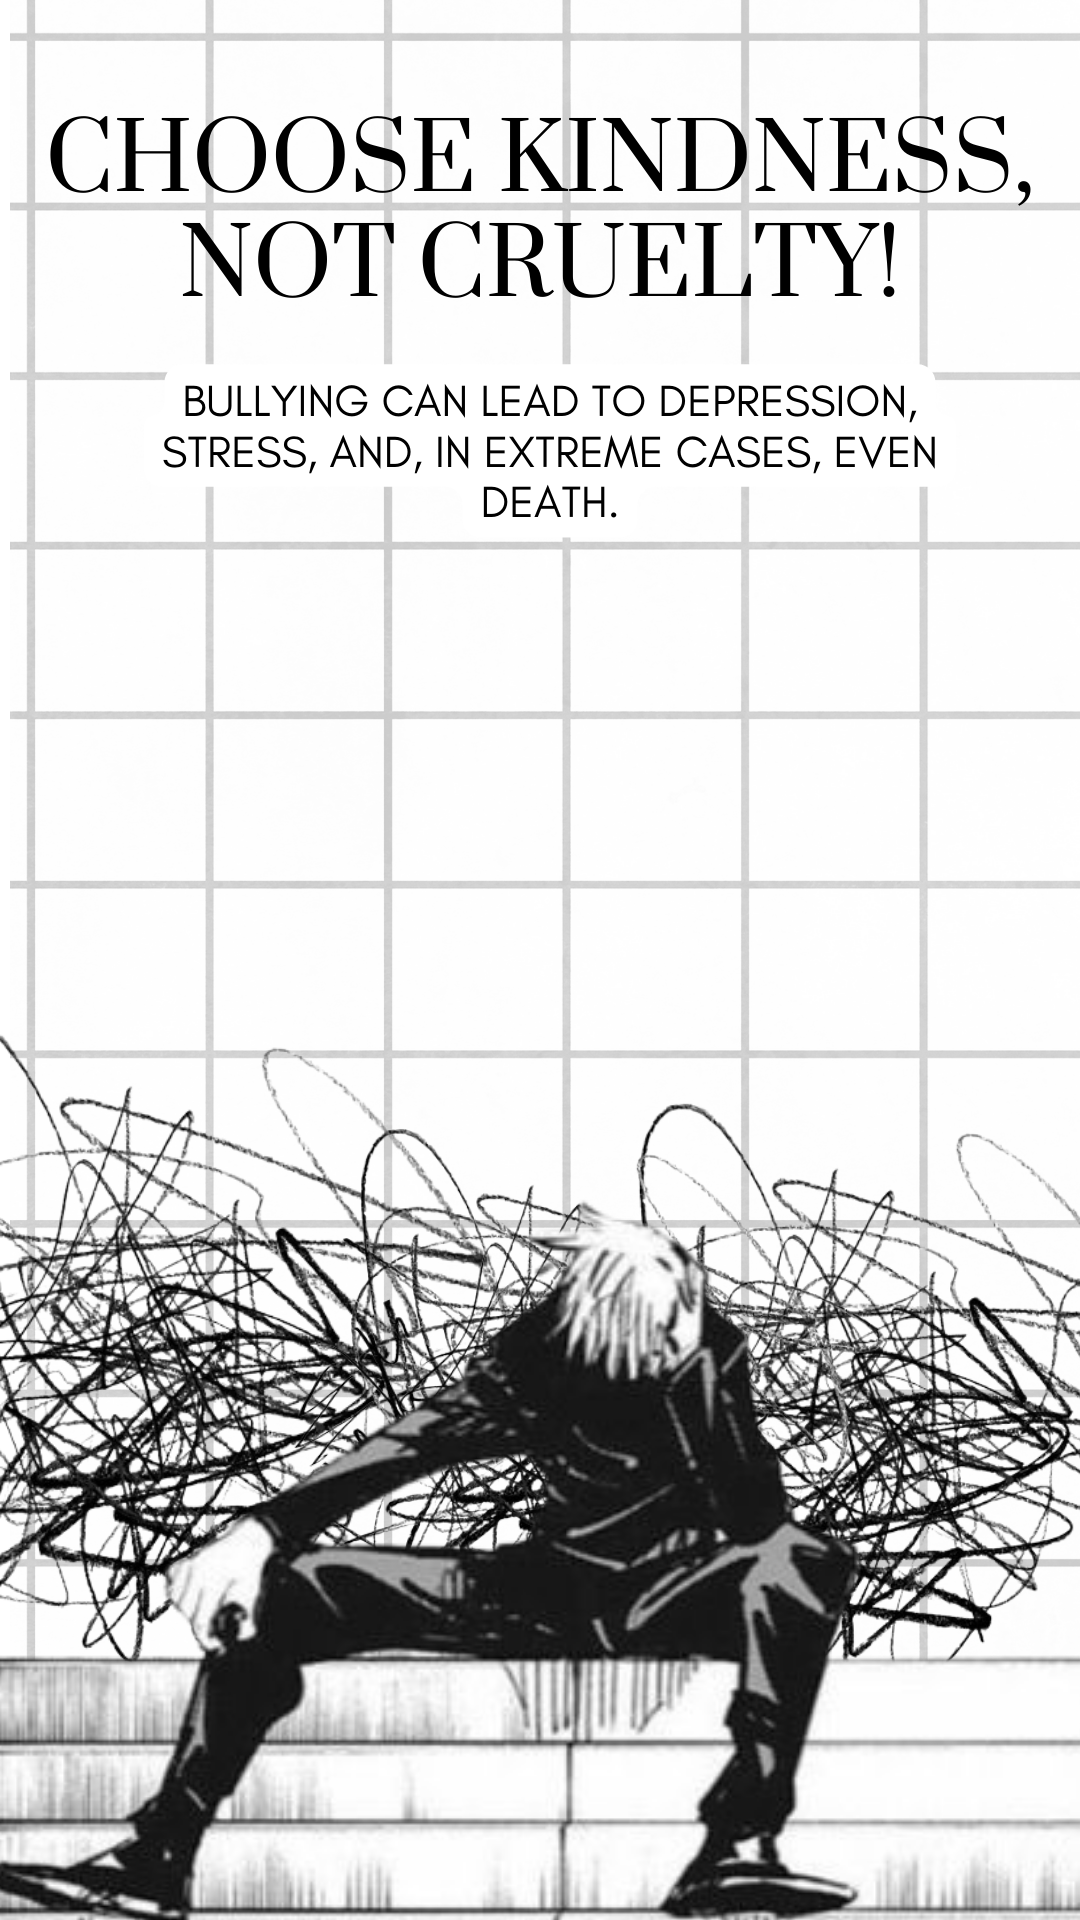 CHOOSE KINDNESS,
NOT CRUELTY!
BULLYING CAN LEAD TO DEPRESSION,
STRESS, AND, IN EXTREME CASES, EVEN
DEATH.